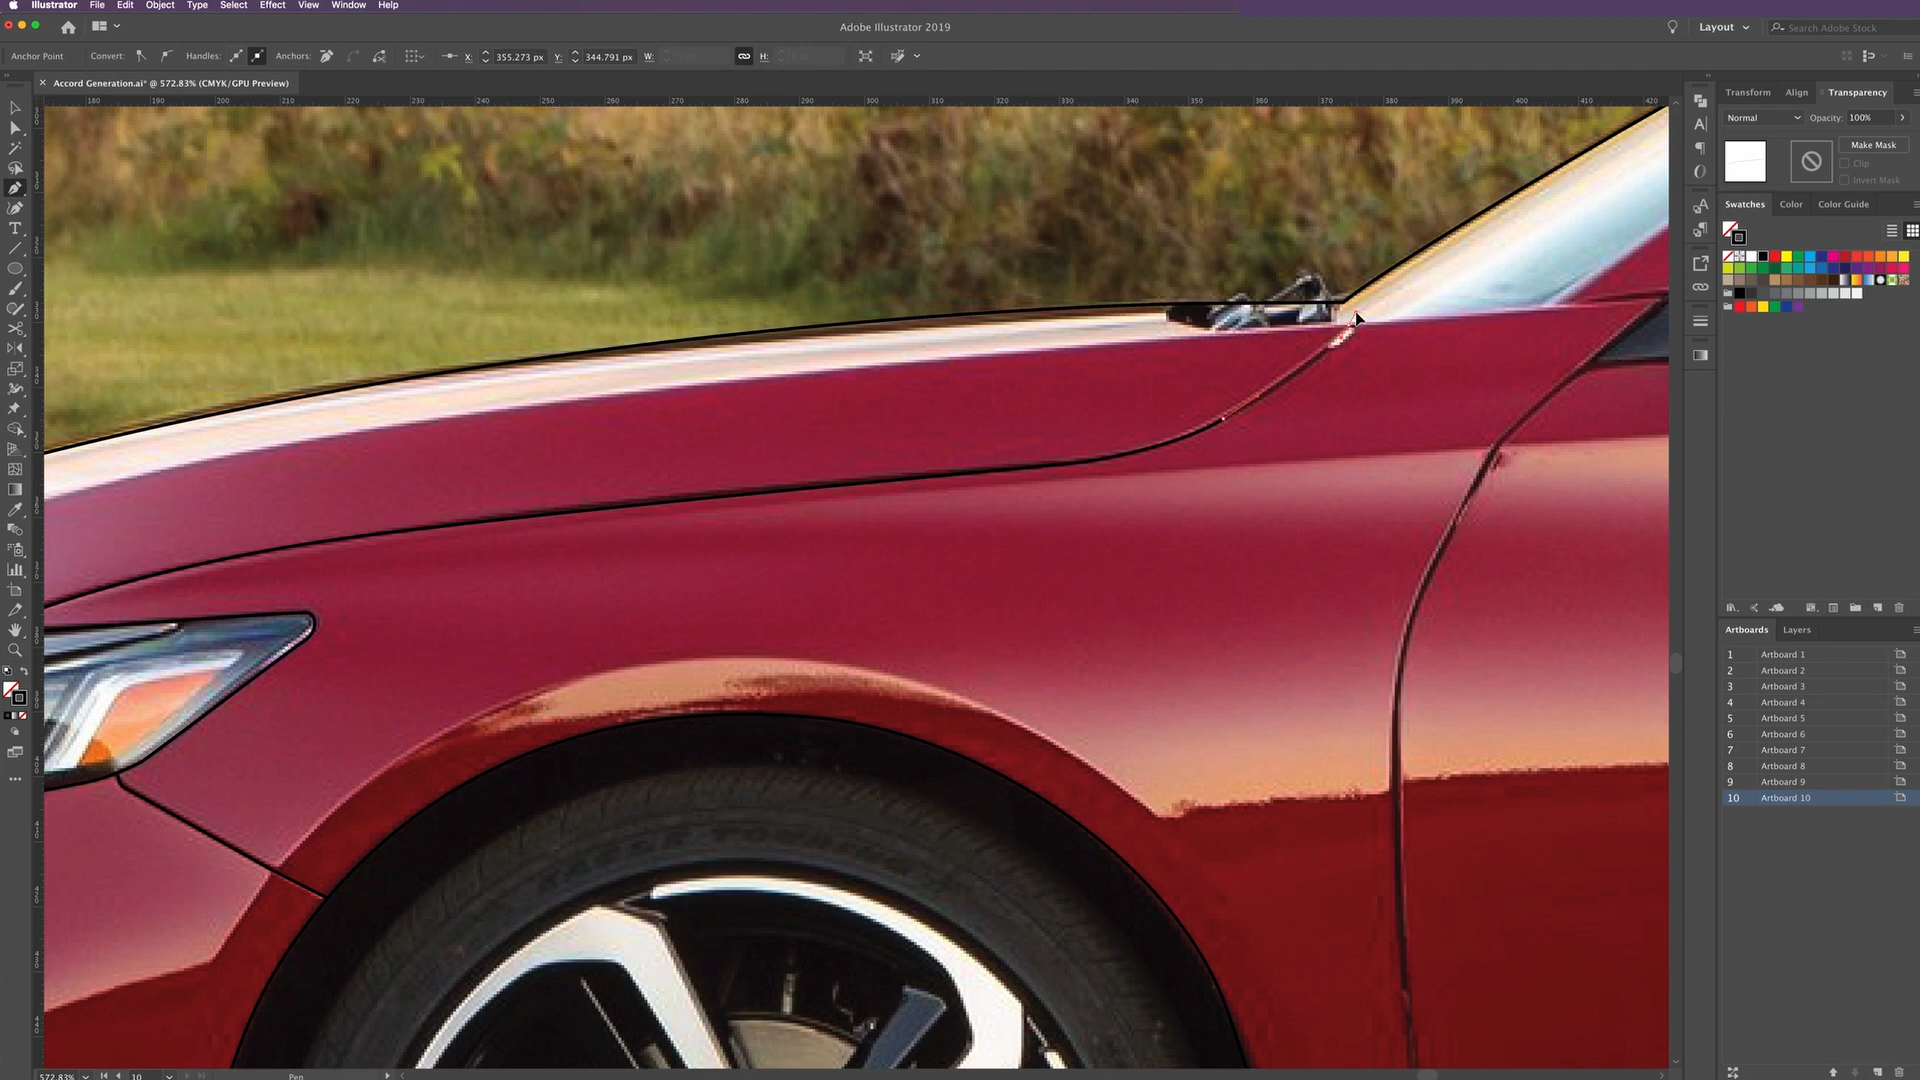 Illustrator File Edit Object Type Select Effect View Window Help
Adobe Illustrator 2019
Layout
Search Adobe Stock
Anchor Point Convert: Handles: Anchors: X: 355.273 px Y: 344.791 px W: H:
× Accord Generation.ai* @ 572.83% (CMYK/GPU Preview)
180 190 200 210 220 230 240 250 260 270 280 290 300 310 320 330 340 350 360 370 380 390 400 410 420
Transform Align Transparency
Normal Opacity: 100%
Make Mask
Clip
Invert Mask
Swatches Color Color Guide
Artboards Layers
1 Artboard 1
2 Artboard 2
3 Artboard 3
4 Artboard 4
5 Artboard 5
6 Artboard 6
7 Artboard 7
8 Artboard 8
9 Artboard 9
10 Artboard 10
572.83% 10 Pen